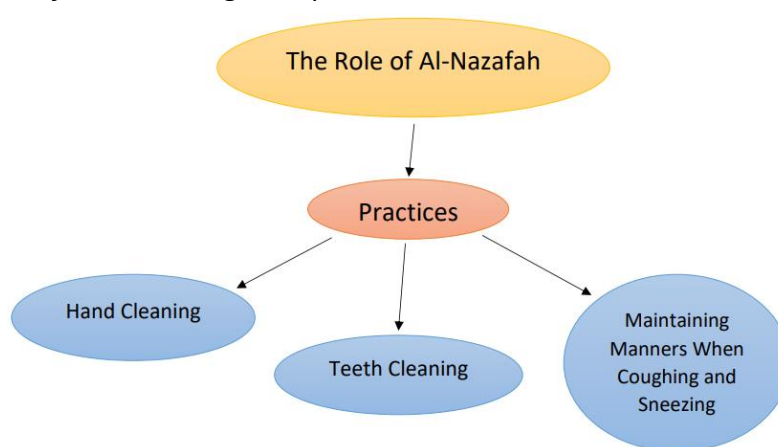 The Role of Al-Nazafah
Practices
Hand Cleaning
Teeth Cleaning
Maintaining
Manners When
Coughing and
Sneezing